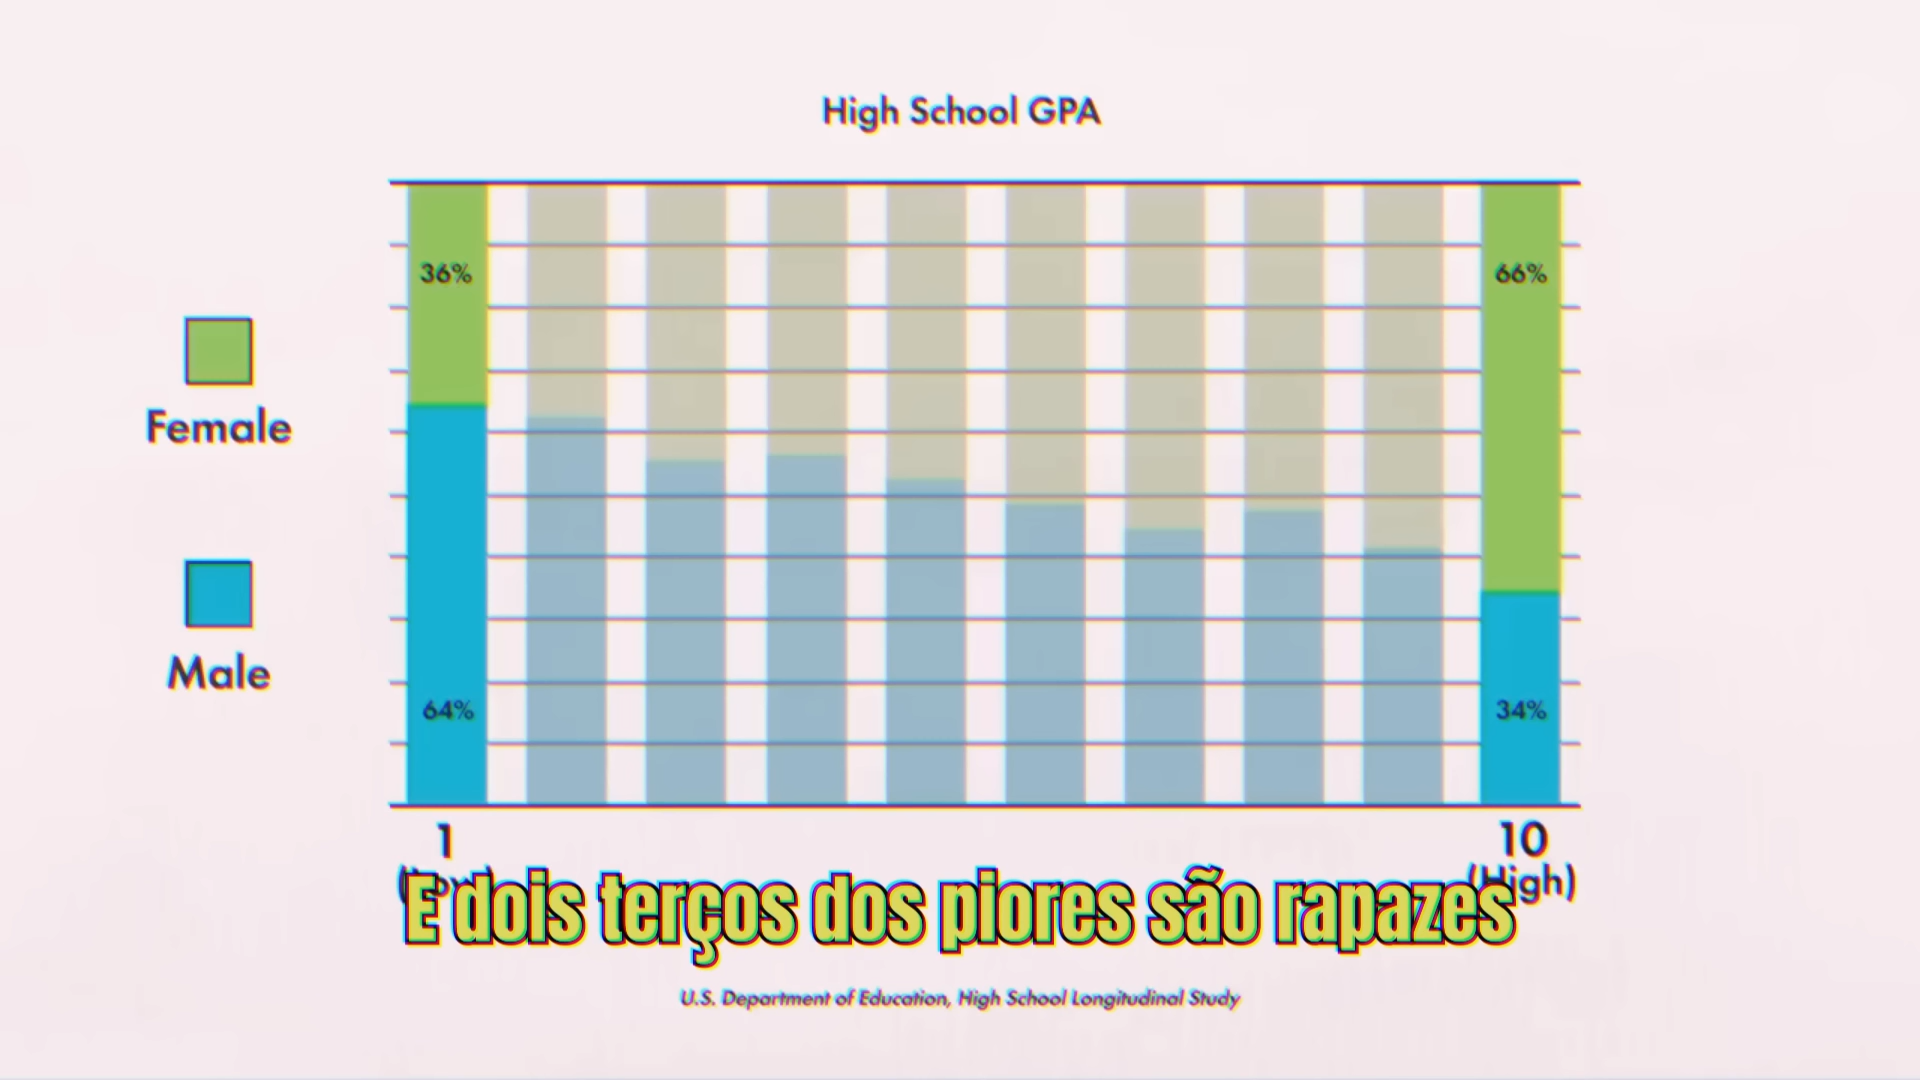 High School GPA
36%
66%
Female
Male
64%
34%
1
10
(High)
E dois terços dos piores são rapazes
U.S. Department of Education, High School Longitudinal Study